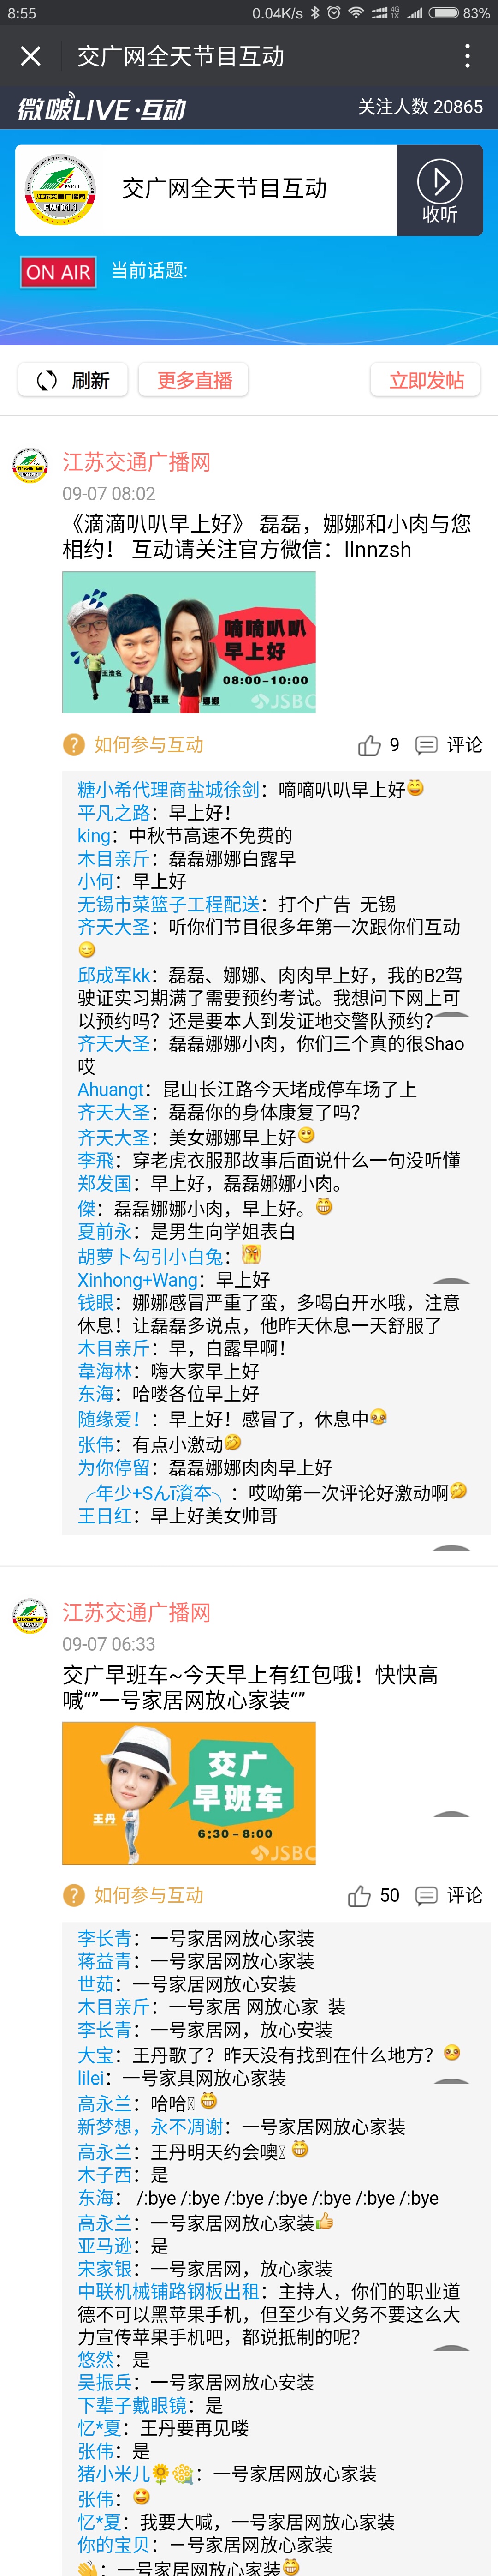 8:55
0.04K/s 4G 1X 83%
交广网全天节目互动
微啵LIVE·互动
关注人数 20865
江苏交通广播网
FM101.1
交广网全天节目互动
收听
ON AIR 当前话题:
刷新 更多直播 立即发帖
江苏交通广播网
09-07 08:02
《滴滴叭叭早上好》 磊磊，娜娜和小肉与您
相约！ 互动请关注官方微信：llnnzsh
嘀嘀叭叭
早上好
08:00-10:00
磊磊
娜娜
JSBC
如何参与互动 9 评论
糖小希代理商盐城徐剑：嘀嘀叭叭早上好😄
平凡之路：早上好！
king：中秋节高速不免费的
木目亲斤：磊磊娜娜白露早
小何：早上好
无锡市菜篮子工程配送：打个广告 无锡
齐天大圣：听你们节目很多年第一次跟你们互动
😊
邱成军kk：磊磊、娜娜、肉肉早上好，我的B2驾
驶证实习期满了需要预约考试。我想问下网上可
以预约吗？还是要本人到发证地交警队预约？
齐天大圣：磊磊娜娜小肉，你们三个真的很Shao
哎
Ahuangt：昆山长江路今天堵成停车场了上
齐天大圣：磊磊你的身体康复了吗？
齐天大圣：美女娜娜早上好😌
李飛：穿老虎衣服那故事后面说什么一句没听懂
郑发国：早上好，磊磊娜娜小肉。
傑：磊磊娜娜小肉，早上好。😁
夏前永：是男生向学姐表白
胡萝卜勾引小白兔：
Xinhong+Wang：早上好
钱眼：娜娜感冒严重了蛮，多喝白开水哦，注意
休息！让磊磊多说点，他昨天休息一天舒服了
木目亲斤：早，白露早啊！
韋海林：嗨大家早上好
东海：哈喽各位早上好
随缘爱！：早上好！感冒了，休息中
张伟：有点小激动
为你停留：磊磊娜娜肉肉早上好
╭年少+Sんī資本╮：哎呦第一次评论好激动啊
王日红：早上好美女帅哥
江苏交通广播网
09-07 06:33
交广早班车~今天早上有红包哦！快快高
喊“”一号家居网放心家装“”
交广
早班车
王丹
6:30-8:00
JSBC
如何参与互动 50 评论
李长青：一号家居网放心家装
蒋益青：一号家居网放心家装
世茹：一号家居网放心安装
木目亲斤：一号家居 网放心家 装
李长青：一号家居网，放心安装
大宝：王丹歌了？昨天没有找到在什么地方？
lilei：一号家具网放心家装
高永兰：哈哈 😁
新梦想，永不凋谢：一号家居网放心家装
高永兰：王丹明天约会噢 😁
木子西：是
东海： /:bye /:bye /:bye /:bye /:bye /:bye /:bye
高永兰：一号家居网放心家装👍
亚马逊：是
宋家银：一号家居网，放心家装
中联机械铺路钢板出租：主持人，你们的职业道
德不可以黑苹果手机，但至少有义务不要这么大
力宣传苹果手机吧，都说抵制的呢？
悠然：是
吴振兵：一号家居网放心安装
下辈子戴眼镜：是
忆*夏：王丹要再见喽
张伟：是
猪小米儿🌻：一号家居网放心家装
张伟：
忆*夏：我要大喊，一号家居网放心家装
你的宝贝：一号家居网放心家装
👋：一号家居网放心家装😁